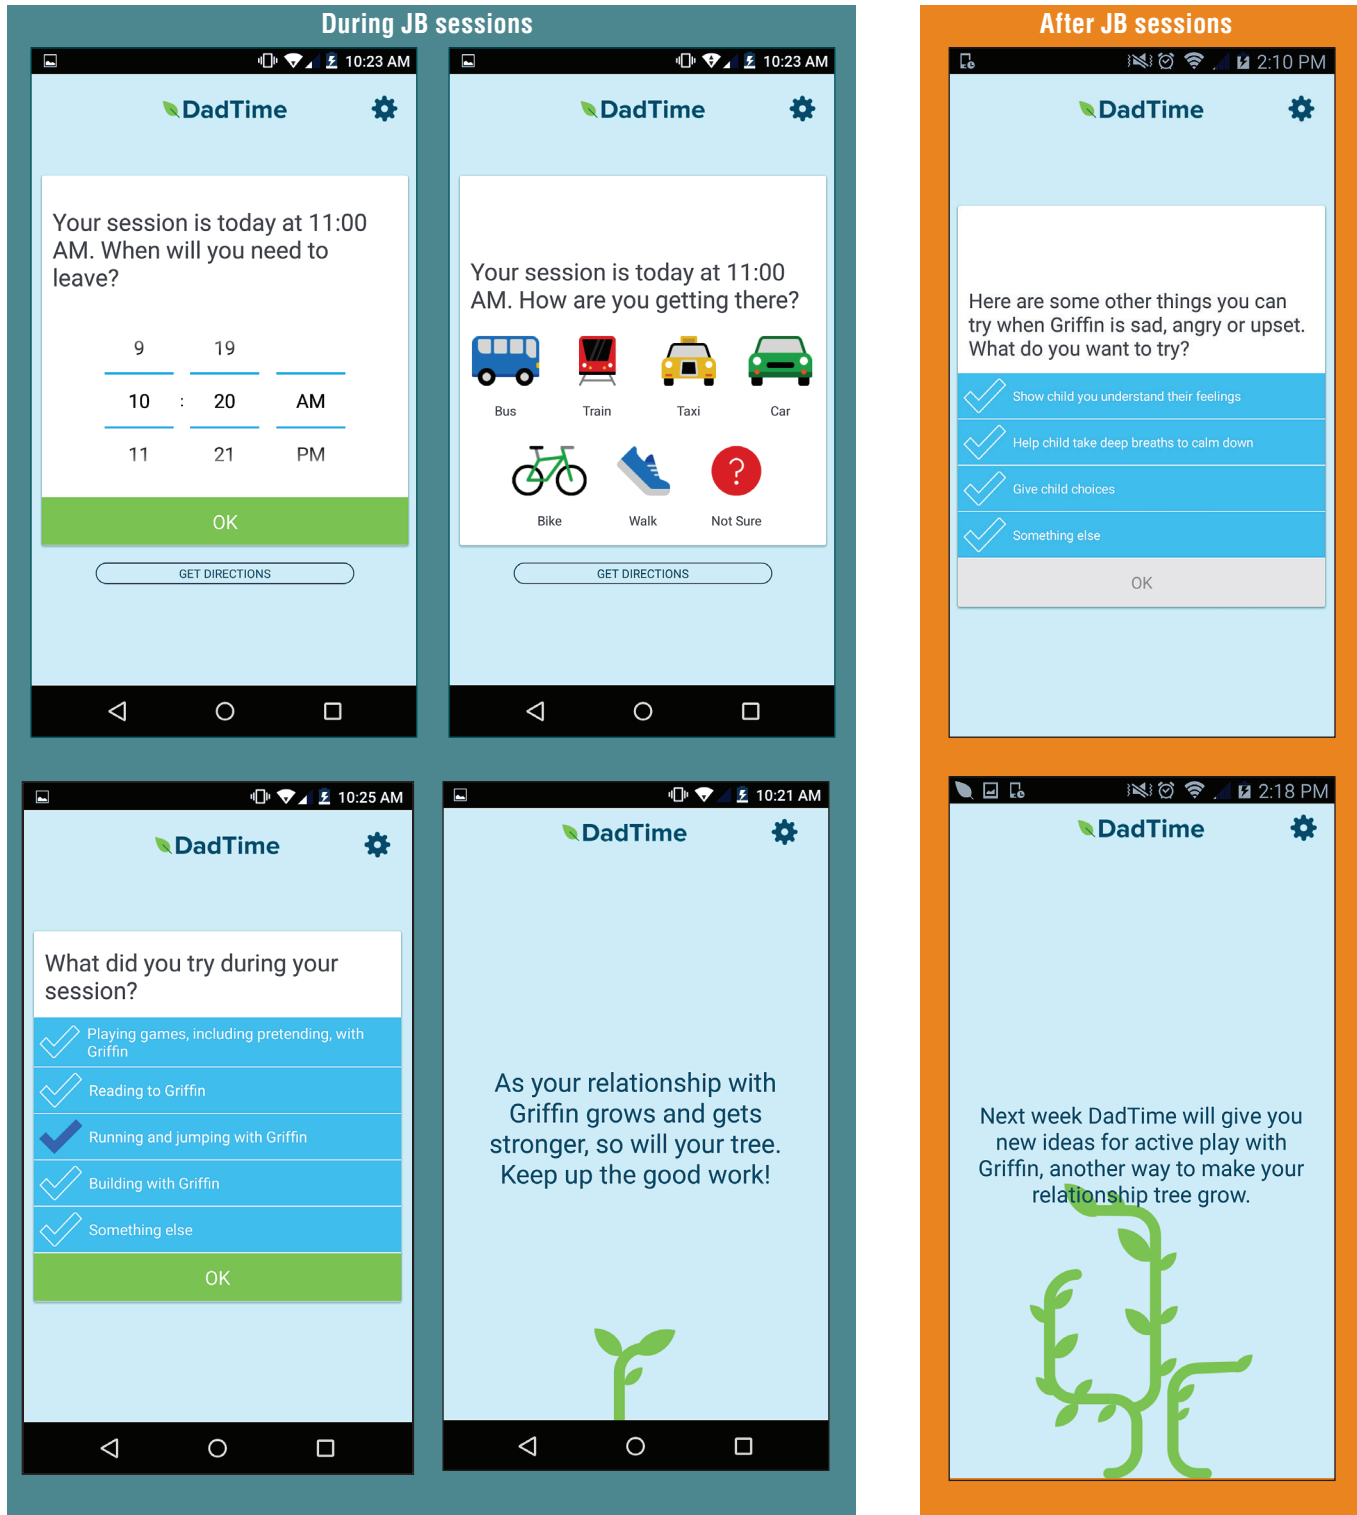 During JB sessions
10:23 AM
DadTime
Your session is today at 11:00
AM. When will you need to
leave?
9 19
10 : 20 AM
11 21 PM
OK
GET DIRECTIONS
10:23 AM
DadTime
Your session is today at 11:00
AM. How are you getting there?
Bus Train Taxi Car
Bike Walk Not Sure
GET DIRECTIONS
10:25 AM
DadTime
What did you try during your
session?
Playing games, including pretending, with
Griffin
Reading to Griffin
Running and jumping with Griffin
Building with Griffin
Something else
OK
10:21 AM
DadTime
As your relationship with
Griffin grows and gets
stronger, so will your tree.
Keep up the good work!
After JB sessions
2:10 PM
DadTime
Here are some other things you can
try when Griffin is sad, angry or upset.
What do you want to try?
Show child you understand their feelings
Help child take deep breaths to calm down
Give child choices
Something else
OK
2:18 PM
DadTime
Next week DadTime will give you
new ideas for active play with
Griffin, another way to make your
relationship tree grow.